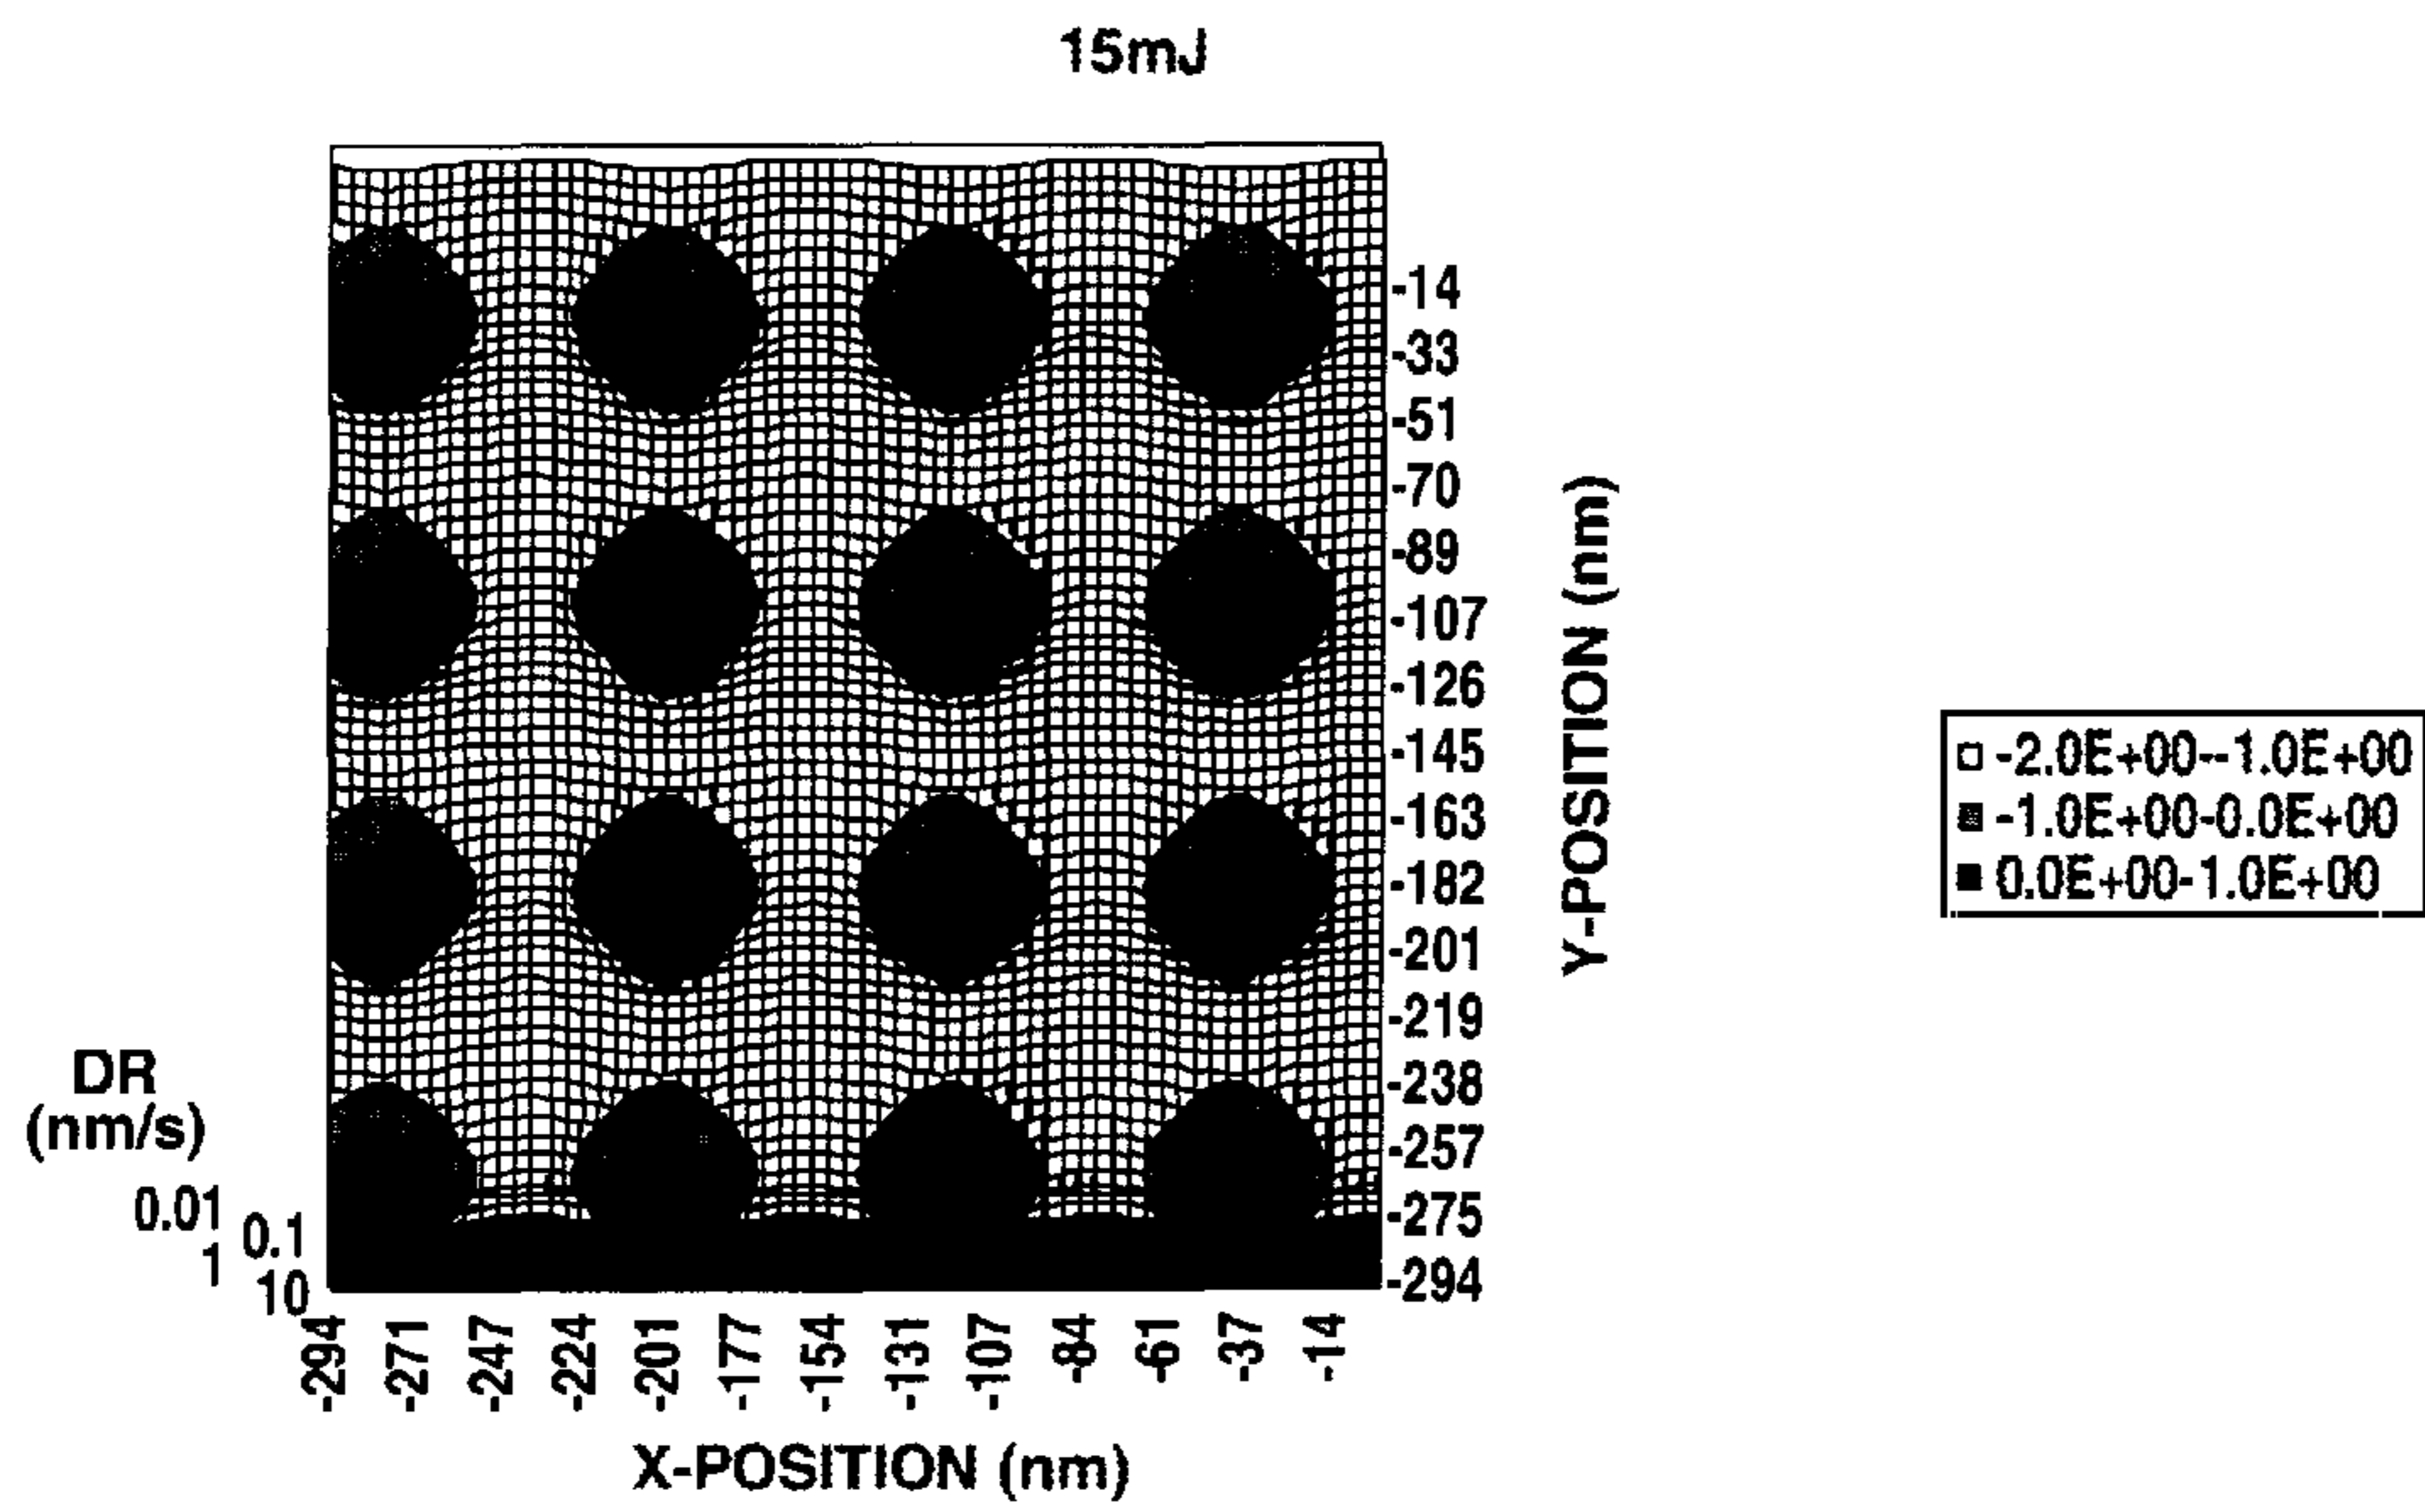 15mJ
-14
-33
-51
-70
-89
-107
-126
-145
-163
-182
-201
-219
-238
-257
-275
-294
Y-POSITION (nm)
-2.0E+00--1.0E+00
-1.0E+00-0.0E+00
0.0E+00-1.0E+00
DR
(nm/s)
0.01
0.1
1
10
-294 -271 -247 -224 -201 -177 -154 -131 -107 -84 -61 -37 -14
X-POSITION (nm)